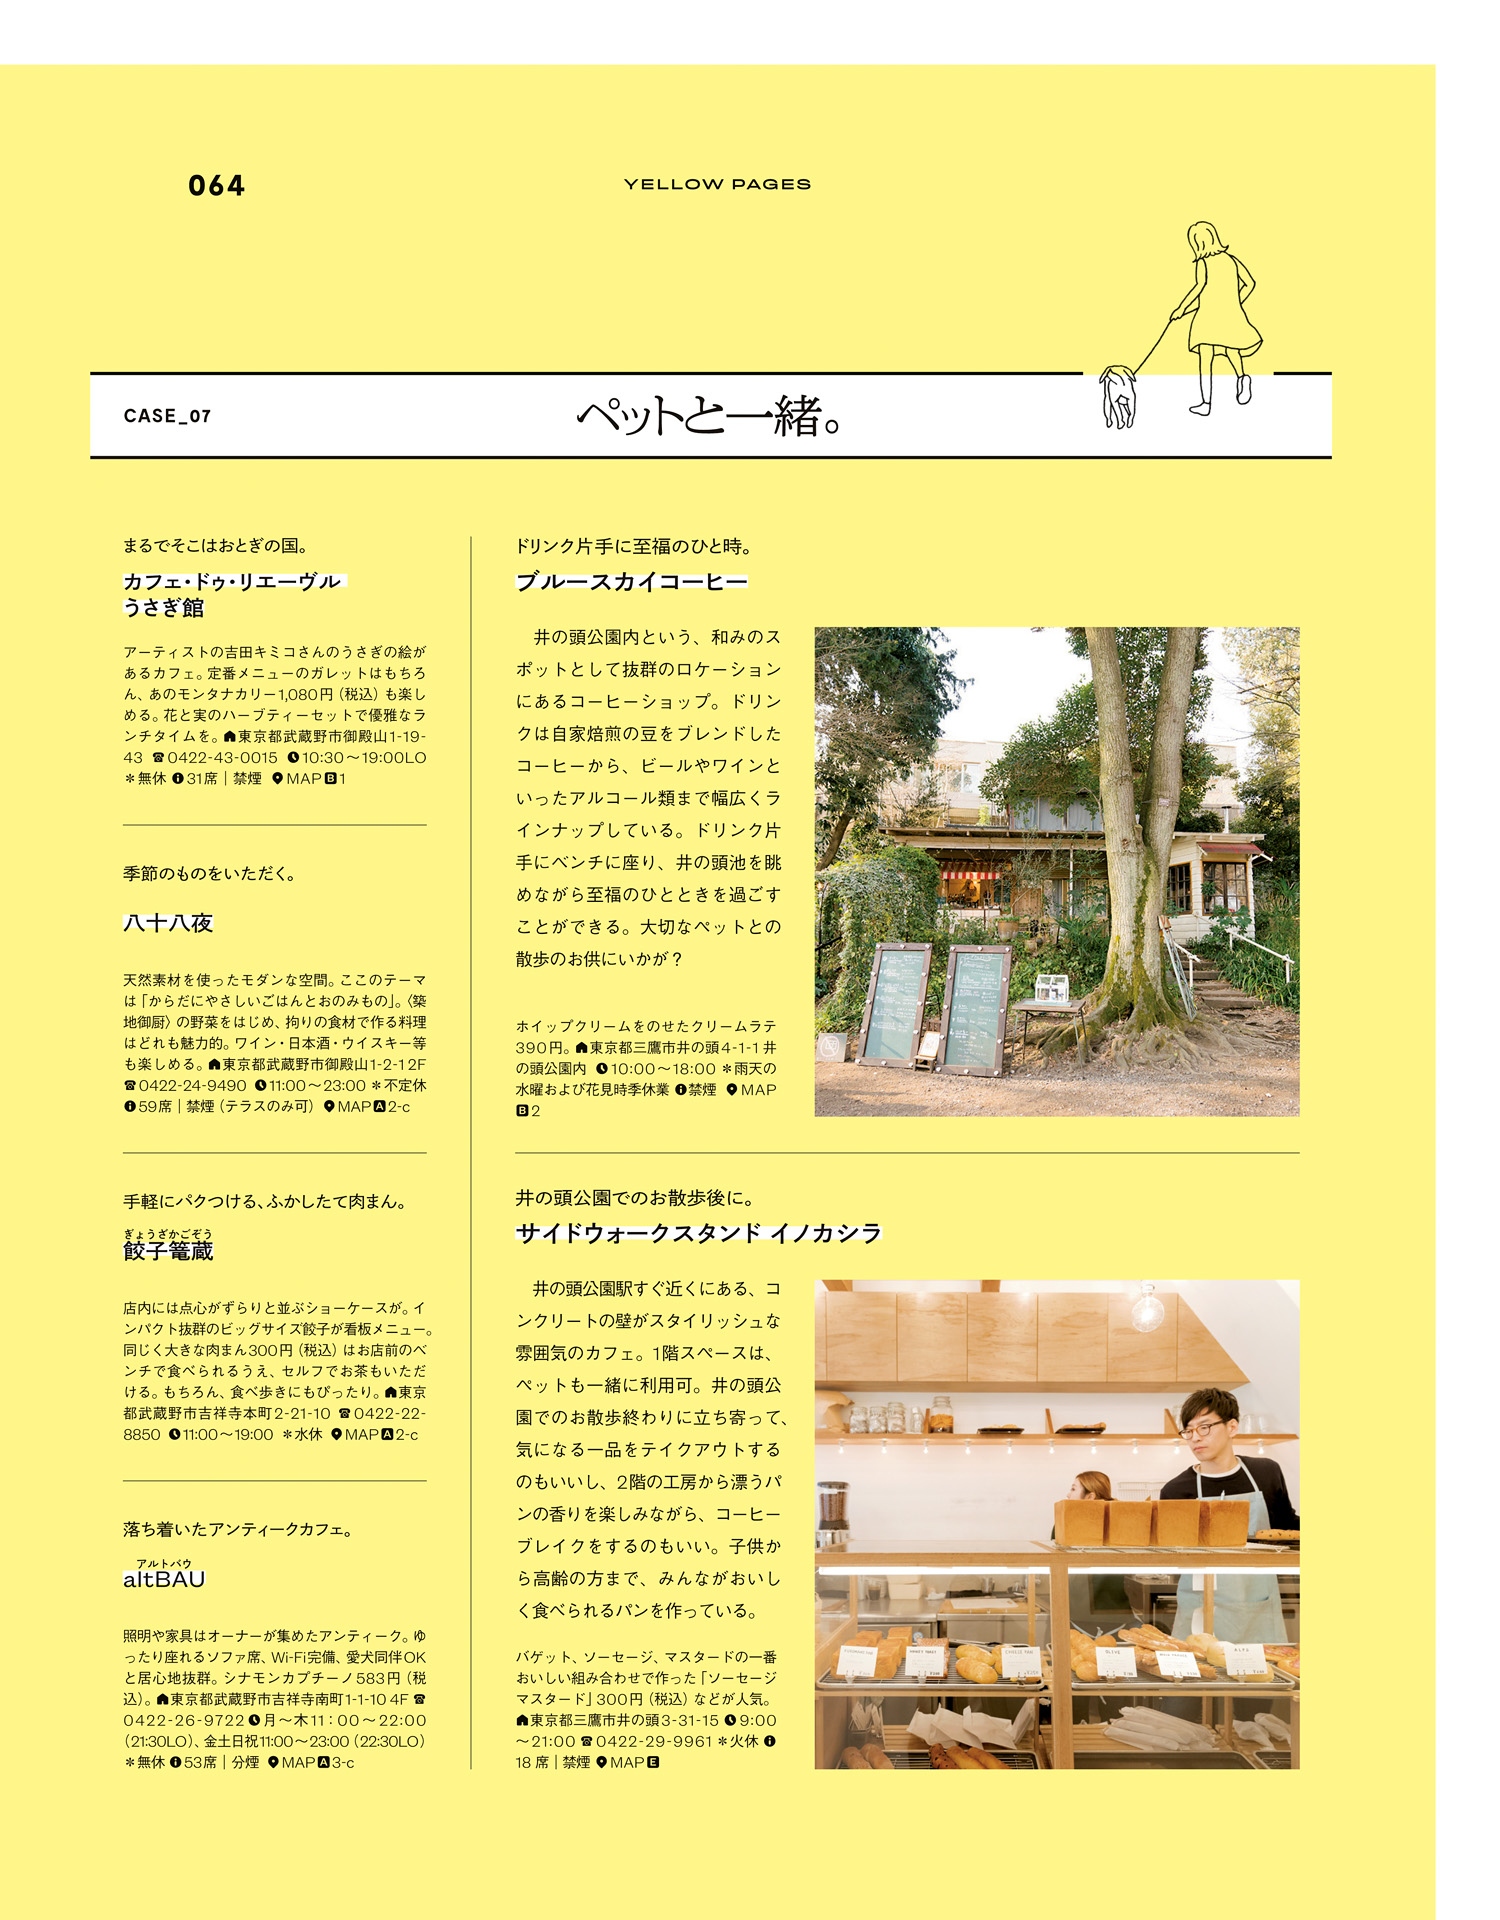 064
YELLOW PAGES
CASE_07
ペットと一緒。
まるでそこはおとぎの国。
カフェ・ドゥ・リエーヴル
うさぎ館
アーティストの吉田キミコさんのうさぎの絵が
あるカフェ。定番メニューのガレットはもちろ
ん、あのモンタナカリー1,080円（税込）も楽し
める。花と実のハーブティーセットで優雅なラ
ンチタイムを。東京都武蔵野市御殿山1-19-
43 ☎0422-43-0015 10:30〜19:00LO
＊無休 31席｜禁煙 MAP B 1
季節のものをいただく。
八十八夜
天然素材を使ったモダンな空間。ここのテーマ
は「からだにやさしいごはんとおのみもの」。〈築
地御厨〉の野菜をはじめ、拘りの食材で作る料理
はどれも魅力的。ワイン・日本酒・ウイスキー等
も楽しめる。東京都武蔵野市御殿山1-2-1 2F
☎0422-24-9490 11:00〜23:00 ＊不定休
59席｜禁煙（テラスのみ可） MAP A 2-c
手軽にパクつける、ふかしたて肉まん。
ぎょうざかごぞう
餃子篭蔵
店内には点心がずらりと並ぶショーケースが。イ
ンパクト抜群のビッグサイズ餃子が看板メニュー。
同じく大きな肉まん300円（税込）はお店前のベ
ンチで食べられるうえ、セルフでお茶もいただ
ける。もちろん、食べ歩きにもぴったり。東京
都武蔵野市吉祥寺本町2-21-10 ☎0422-22-
8850 11:00〜19:00 ＊水休 MAP A 2-c
落ち着いたアンティークカフェ。
アルトバウ
altBAU
照明や家具はオーナーが集めたアンティーク。ゆ
ったり座れるソファ席、Wi-Fi完備、愛犬同伴OK
と居心地抜群。シナモンカプチーノ583円（税
込）。東京都武蔵野市吉祥寺南町1-1-10 4F ☎
0422-26-9722 月〜木11：00〜22:00
（21:30LO）、金土日祝11:00〜23:00（22:30LO）
＊無休 53席｜分煙 MAP A 3-c
ドリンク片手に至福のひと時。
ブルースカイコーヒー
井の頭公園内という、和みのス
ポットとして抜群のロケーション
にあるコーヒーショップ。ドリン
クは自家焙煎の豆をブレンドした
コーヒーから、ビールやワインと
いったアルコール類まで幅広くラ
インナップしている。ドリンク片
手にベンチに座り、井の頭池を眺
めながら至福のひとときを過ごす
ことができる。大切なペットとの
散歩のお供にいかが？
ホイップクリームをのせたクリームラテ
390円。東京都三鷹市井の頭4-1-1 井
の頭公園内 10:00〜18:00 ＊雨天の
水曜および花見時季休業 禁煙 MAP
B 2
井の頭公園でのお散歩後に。
サイドウォークスタンド イノカシラ
井の頭公園駅すぐ近くにある、コ
ンクリートの壁がスタイリッシュな
雰囲気のカフェ。1階スペースは、
ペットも一緒に利用可。井の頭公
園でのお散歩終わりに立ち寄って、
気になる一品をテイクアウトする
のもいいし、2階の工房から漂うパ
ンの香りを楽しみながら、コーヒー
ブレイクをするのもいい。子供か
ら高齢の方まで、みんながおいし
く食べられるパンを作っている。
バゲット、ソーセージ、マスタードの一番
おいしい組み合わせで作った「ソーセージ
マスタード」300円（税込）などが人気。
東京都三鷹市井の頭3-31-15 9:00
〜21:00 ☎0422-29-9961 ＊火休
18 席｜禁煙 MAP E